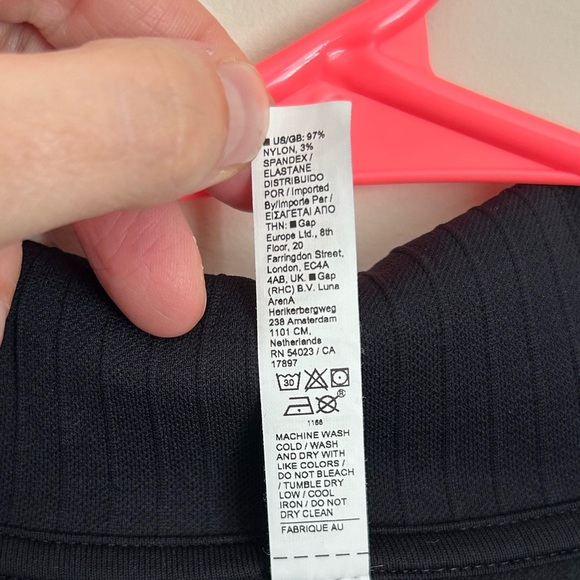 ■ US/GB: 97%
NYLON, 3%
SPANDEX /
ELASTANE
DISTRIBUIDO
POR / Imported
By/Importe Par /
ΕΙΣΑΓΕΤΑΙ ΑΠΟ
ΤΗΝ: ■ Gap
Europe Ltd., 8th
Floor, 20
Farringdon Street,
London, EC4A
4AB, UK. ■ Gap
(RHC) B.V. Luna
ArenA
Herikerbergweg
238 Amsterdam
1101 CM,
Netherlands
RN 54023 / CA
17897
30
®
1166
MACHINE WASH
COLD / WASH
AND DRY WITH
LIKE COLORS /
DO NOT BLEACH
/ TUMBLE DRY
LOW / COOL
IRON / DO NOT
DRY CLEAN
FABRIQUE AU